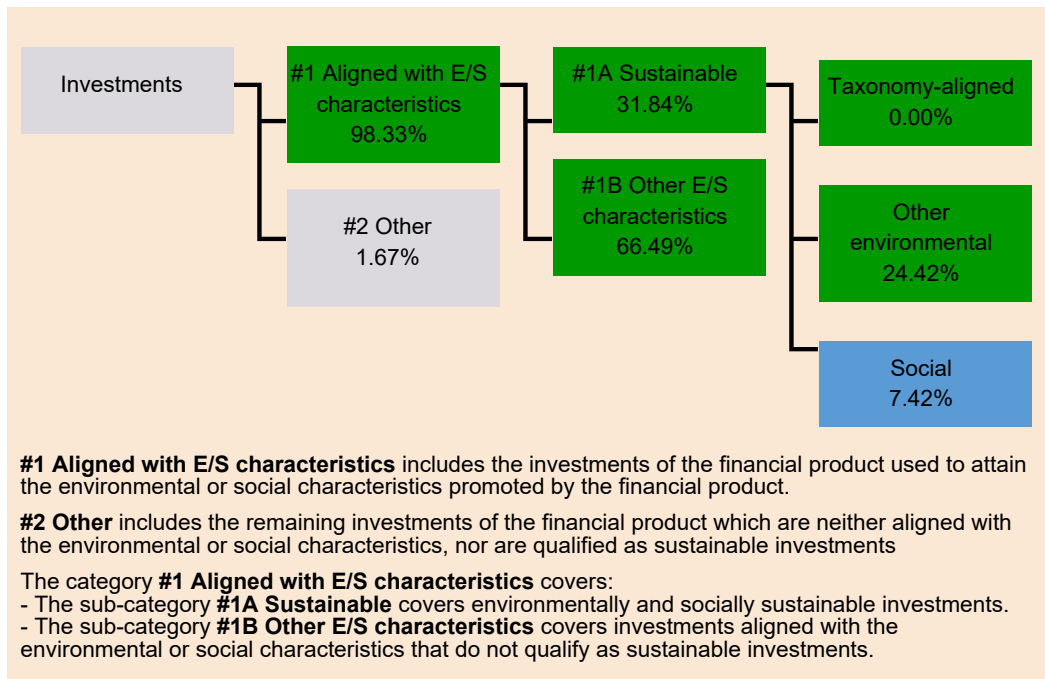 Investments
#1 Aligned with E/S
characteristics
98.33%
#2 Other
1.67%
#1A Sustainable
31.84%
#1B Other E/S
characteristics
66.49%
Taxonomy-aligned
0.00%
Other
environmental
24.42%
Social
7.42%
#1 Aligned with E/S characteristics includes the investments of the financial product used to attain
the environmental or social characteristics promoted by the financial product.
#2 Other includes the remaining investments of the financial product which are neither aligned with
the environmental or social characteristics, nor are qualified as sustainable investments
The category #1 Aligned with E/S characteristics covers:
- The sub-category #1A Sustainable covers environmentally and socially sustainable investments.
- The sub-category #1B Other E/S characteristics covers investments aligned with the
environmental or social characteristics that do not qualify as sustainable investments.